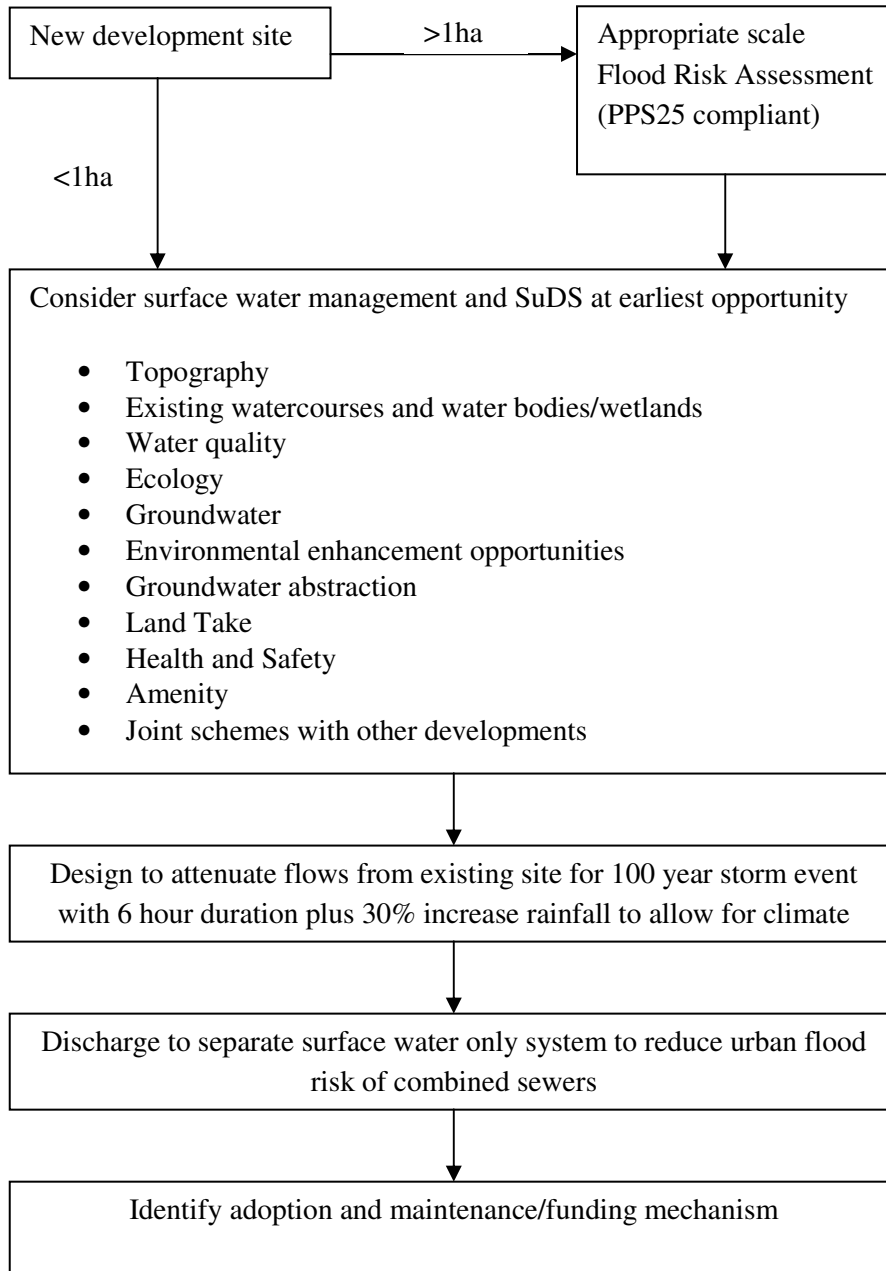 New development site
>1ha
Appropriate scale
Flood Risk Assessment
(PPS25 compliant)
<1ha
Consider surface water management and SuDS at earliest opportunity
• Topography
• Existing watercourses and water bodies/wetlands
• Water quality
• Ecology
• Groundwater
• Environmental enhancement opportunities
• Groundwater abstraction
• Land Take
• Health and Safety
• Amenity
• Joint schemes with other developments
Design to attenuate flows from existing site for 100 year storm event
with 6 hour duration plus 30% increase rainfall to allow for climate
Discharge to separate surface water only system to reduce urban flood
risk of combined sewers
Identify adoption and maintenance/funding mechanism